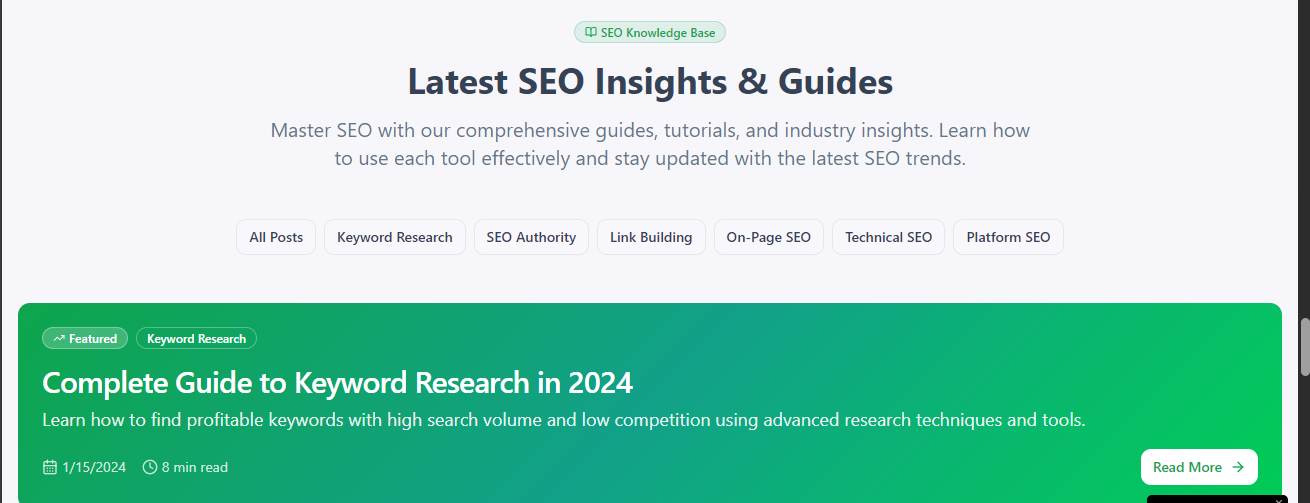 SEO Knowledge Base
Latest SEO Insights & Guides
Master SEO with our comprehensive guides, tutorials, and industry insights. Learn how
to use each tool effectively and stay updated with the latest SEO trends.
All Posts
Keyword Research
SEO Authority
Link Building
On-Page SEO
Technical SEO
Platform SEO
Featured
Keyword Research
Complete Guide to Keyword Research in 2024
Learn how to find profitable keywords with high search volume and low competition using advanced research techniques and tools.
1/15/2024
8 min read
Read More